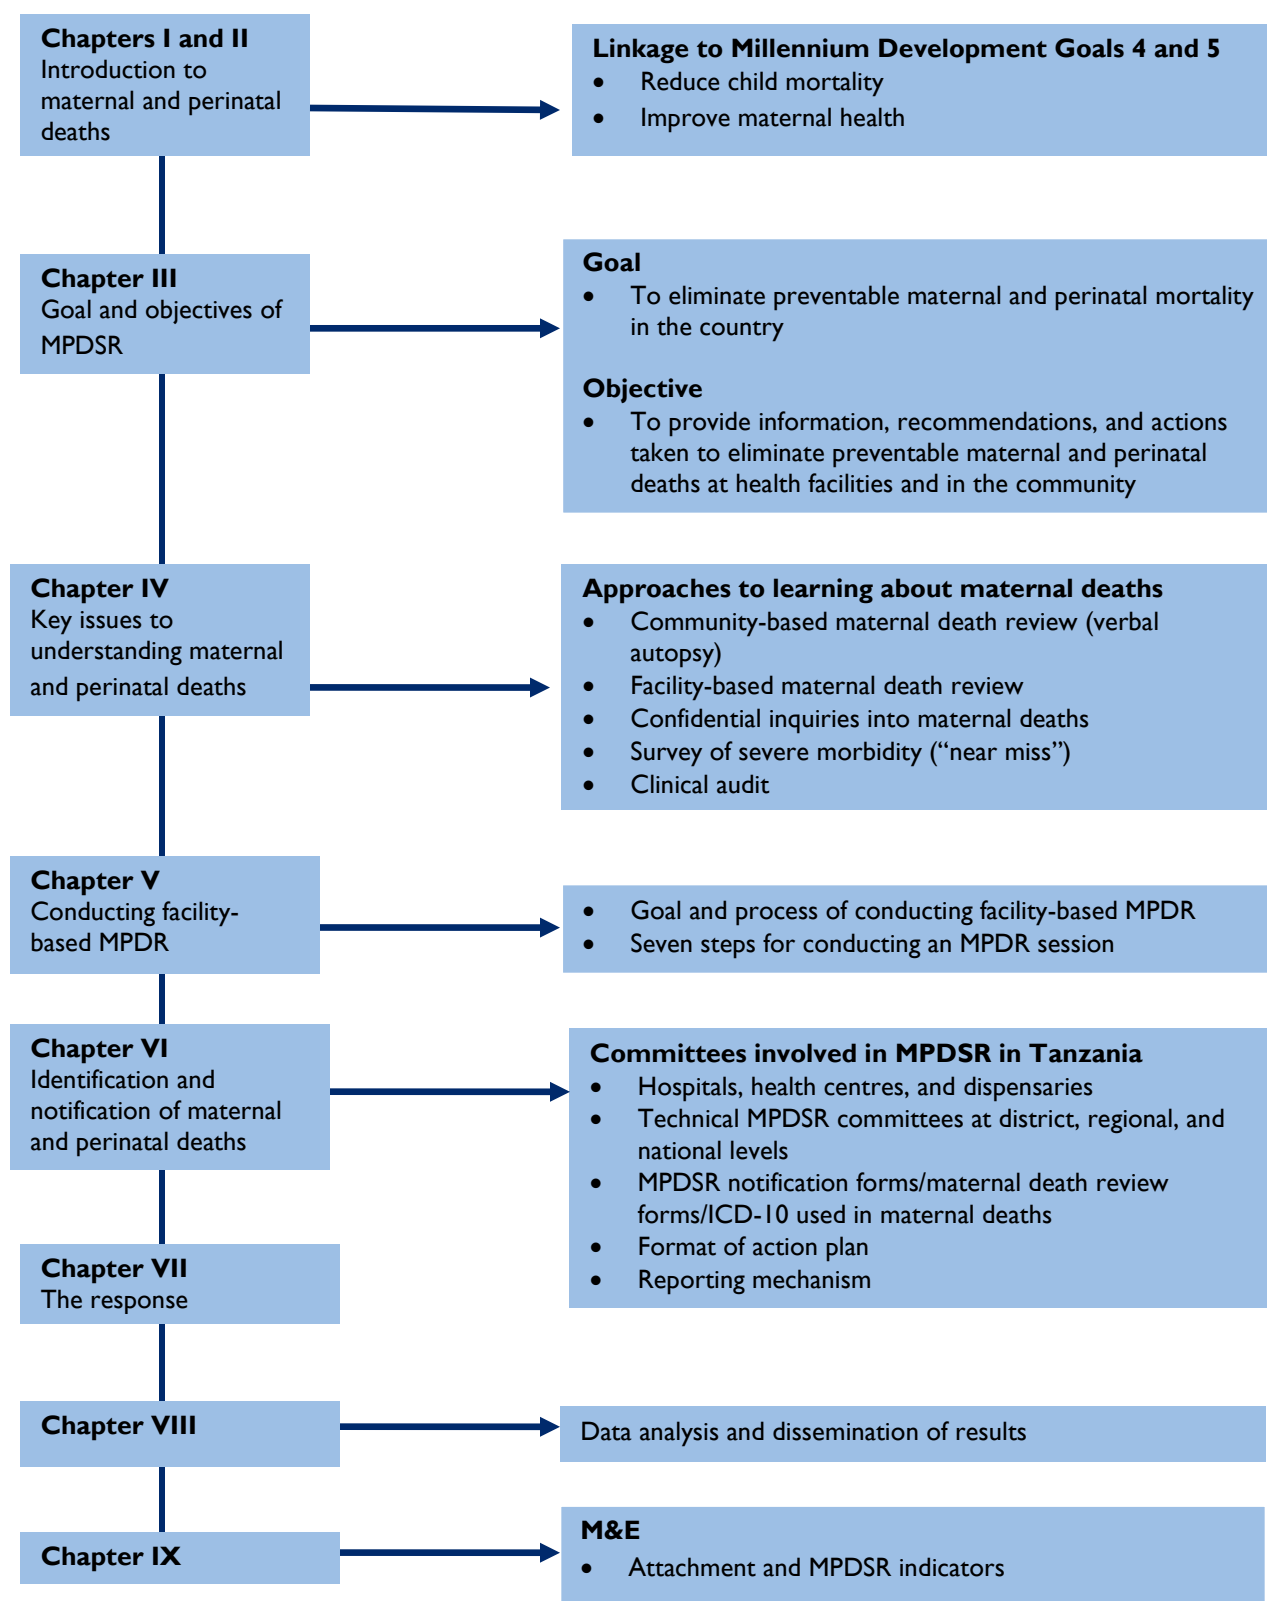 Chapters I and II
Introduction to
maternal and perinatal
deaths
Linkage to Millennium Development Goals 4 and 5
• Reduce child mortality
• Improve maternal health
Chapter III
Goal and objectives of
MPDSR
Goal
• To eliminate preventable maternal and perinatal mortality
in the country
Objective
• To provide information, recommendations, and actions
taken to eliminate preventable maternal and perinatal
deaths at health facilities and in the community
Chapter IV
Key issues to
understanding maternal
and perinatal deaths
Approaches to learning about maternal deaths
• Community-based maternal death review (verbal
autopsy)
• Facility-based maternal death review
• Confidential inquiries into maternal deaths
• Survey of severe morbidity (“near miss”)
• Clinical audit
Chapter V
Conducting facility-
based MPDR
• Goal and process of conducting facility-based MPDR
• Seven steps for conducting an MPDR session
Chapter VI
Identification and
notification of maternal
and perinatal deaths
Committees involved in MPDSR in Tanzania
• Hospitals, health centres, and dispensaries
• Technical MPDSR committees at district, regional, and
national levels
• MPDSR notification forms/maternal death review
forms/ICD-10 used in maternal deaths
• Format of action plan
• Reporting mechanism
Chapter VII
The response
Chapter VIII
Data analysis and dissemination of results
Chapter IX
M&E
• Attachment and MPDSR indicators